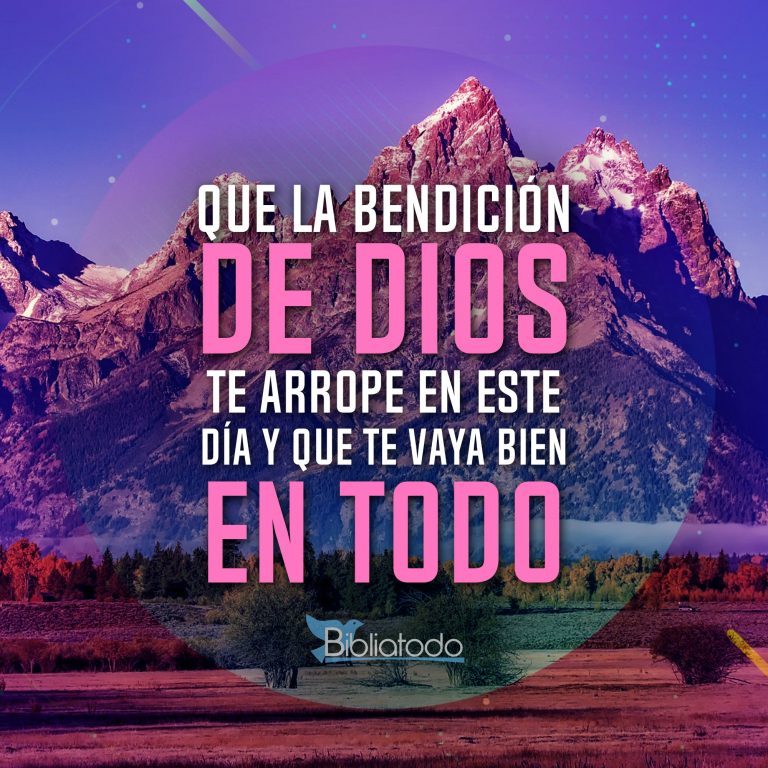 QUE LA BENDICIÓN
DE DIOS
TE ARROPE EN ESTE
DÍA Y QUE TE VAYA BIEN
EN TODO
Bibliatodo